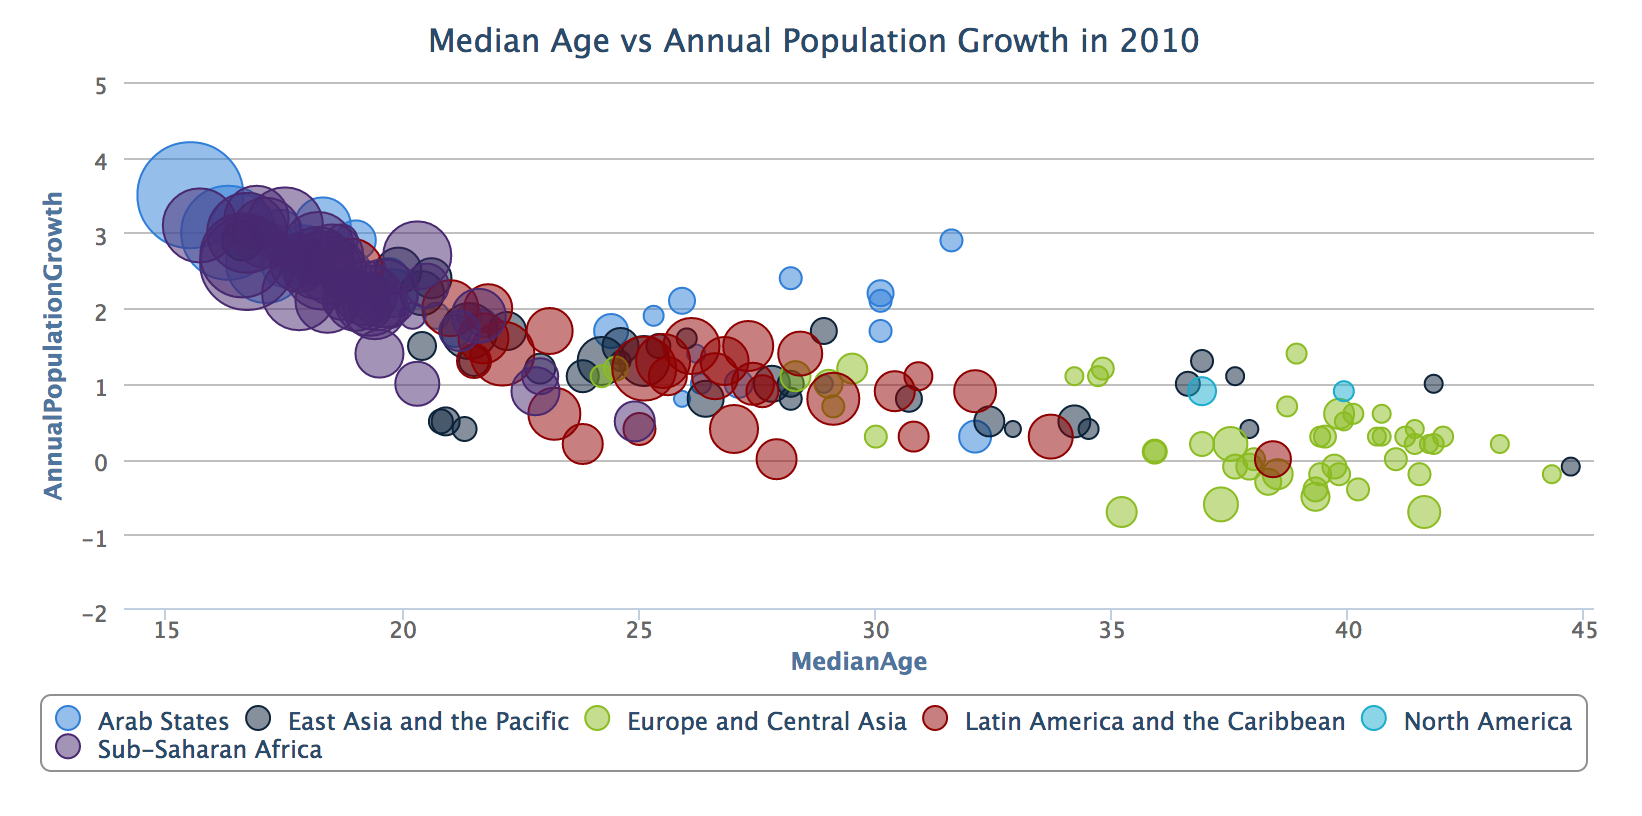 Median Age vs Annual Population Growth in 2010
5
4
3
2
1
0
−1
−2
AnnualPopulationGrowth
15 20 25 30 35 40 45
MedianAge
Arab States East Asia and the Pacific Europe and Central Asia Latin America and the Caribbean North America
Sub−Saharan Africa